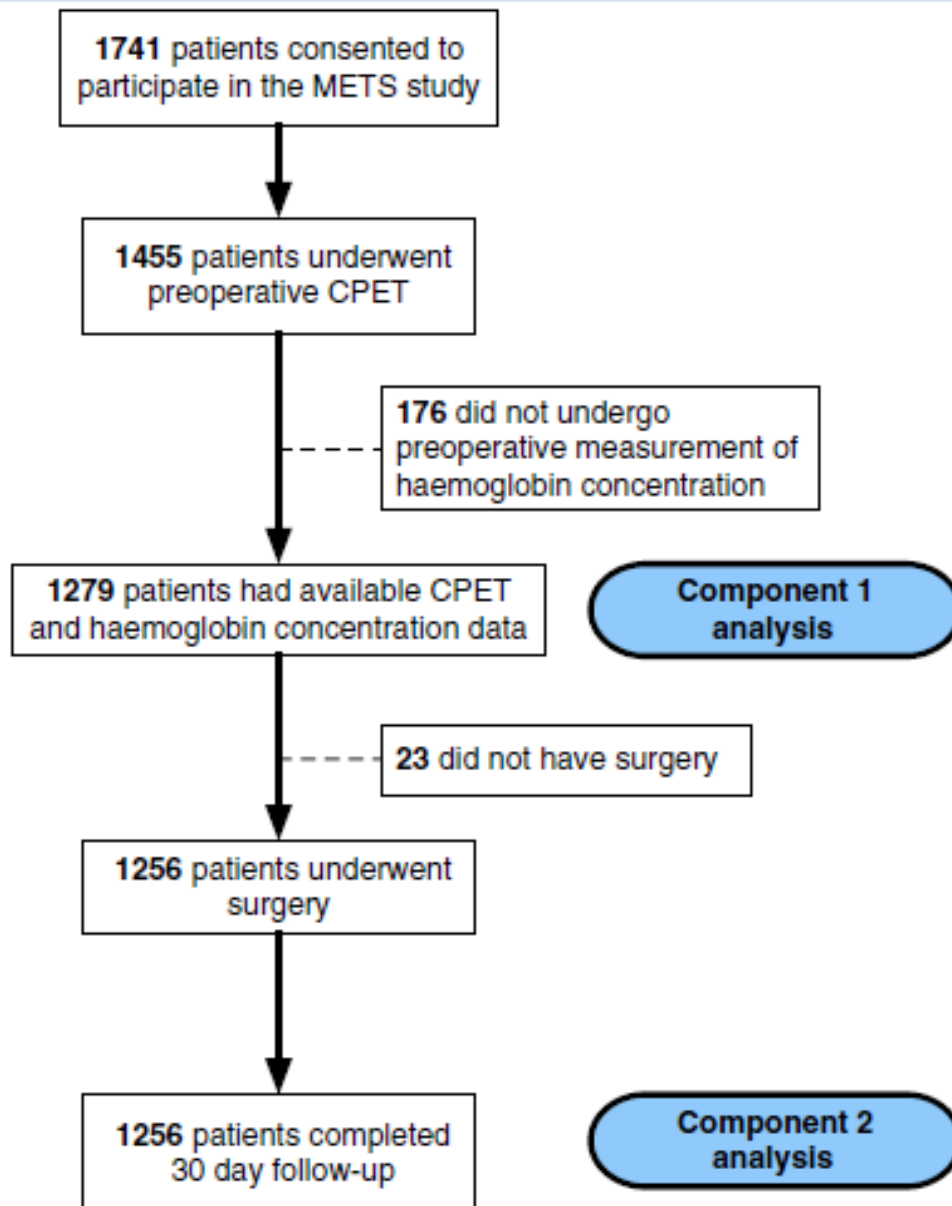 1741 patients consented to
participate in the METS study
1455 patients underwent
preoperative CPET
176 did not undergo
preoperative measurement of
haemoglobin concentration
1279 patients had available CPET
and haemoglobin concentration data
Component 1
analysis
23 did not have surgery
1256 patients underwent
surgery
1256 patients completed
30 day follow-up
Component 2
analysis